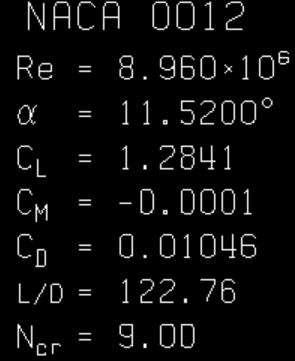 NACA 0012
Re = 8.960×10⁶
α = 11.5200°
C_L = 1.2841
C_M = -0.0001
C_D = 0.01046
L/D = 122.76
N_cr = 9.00